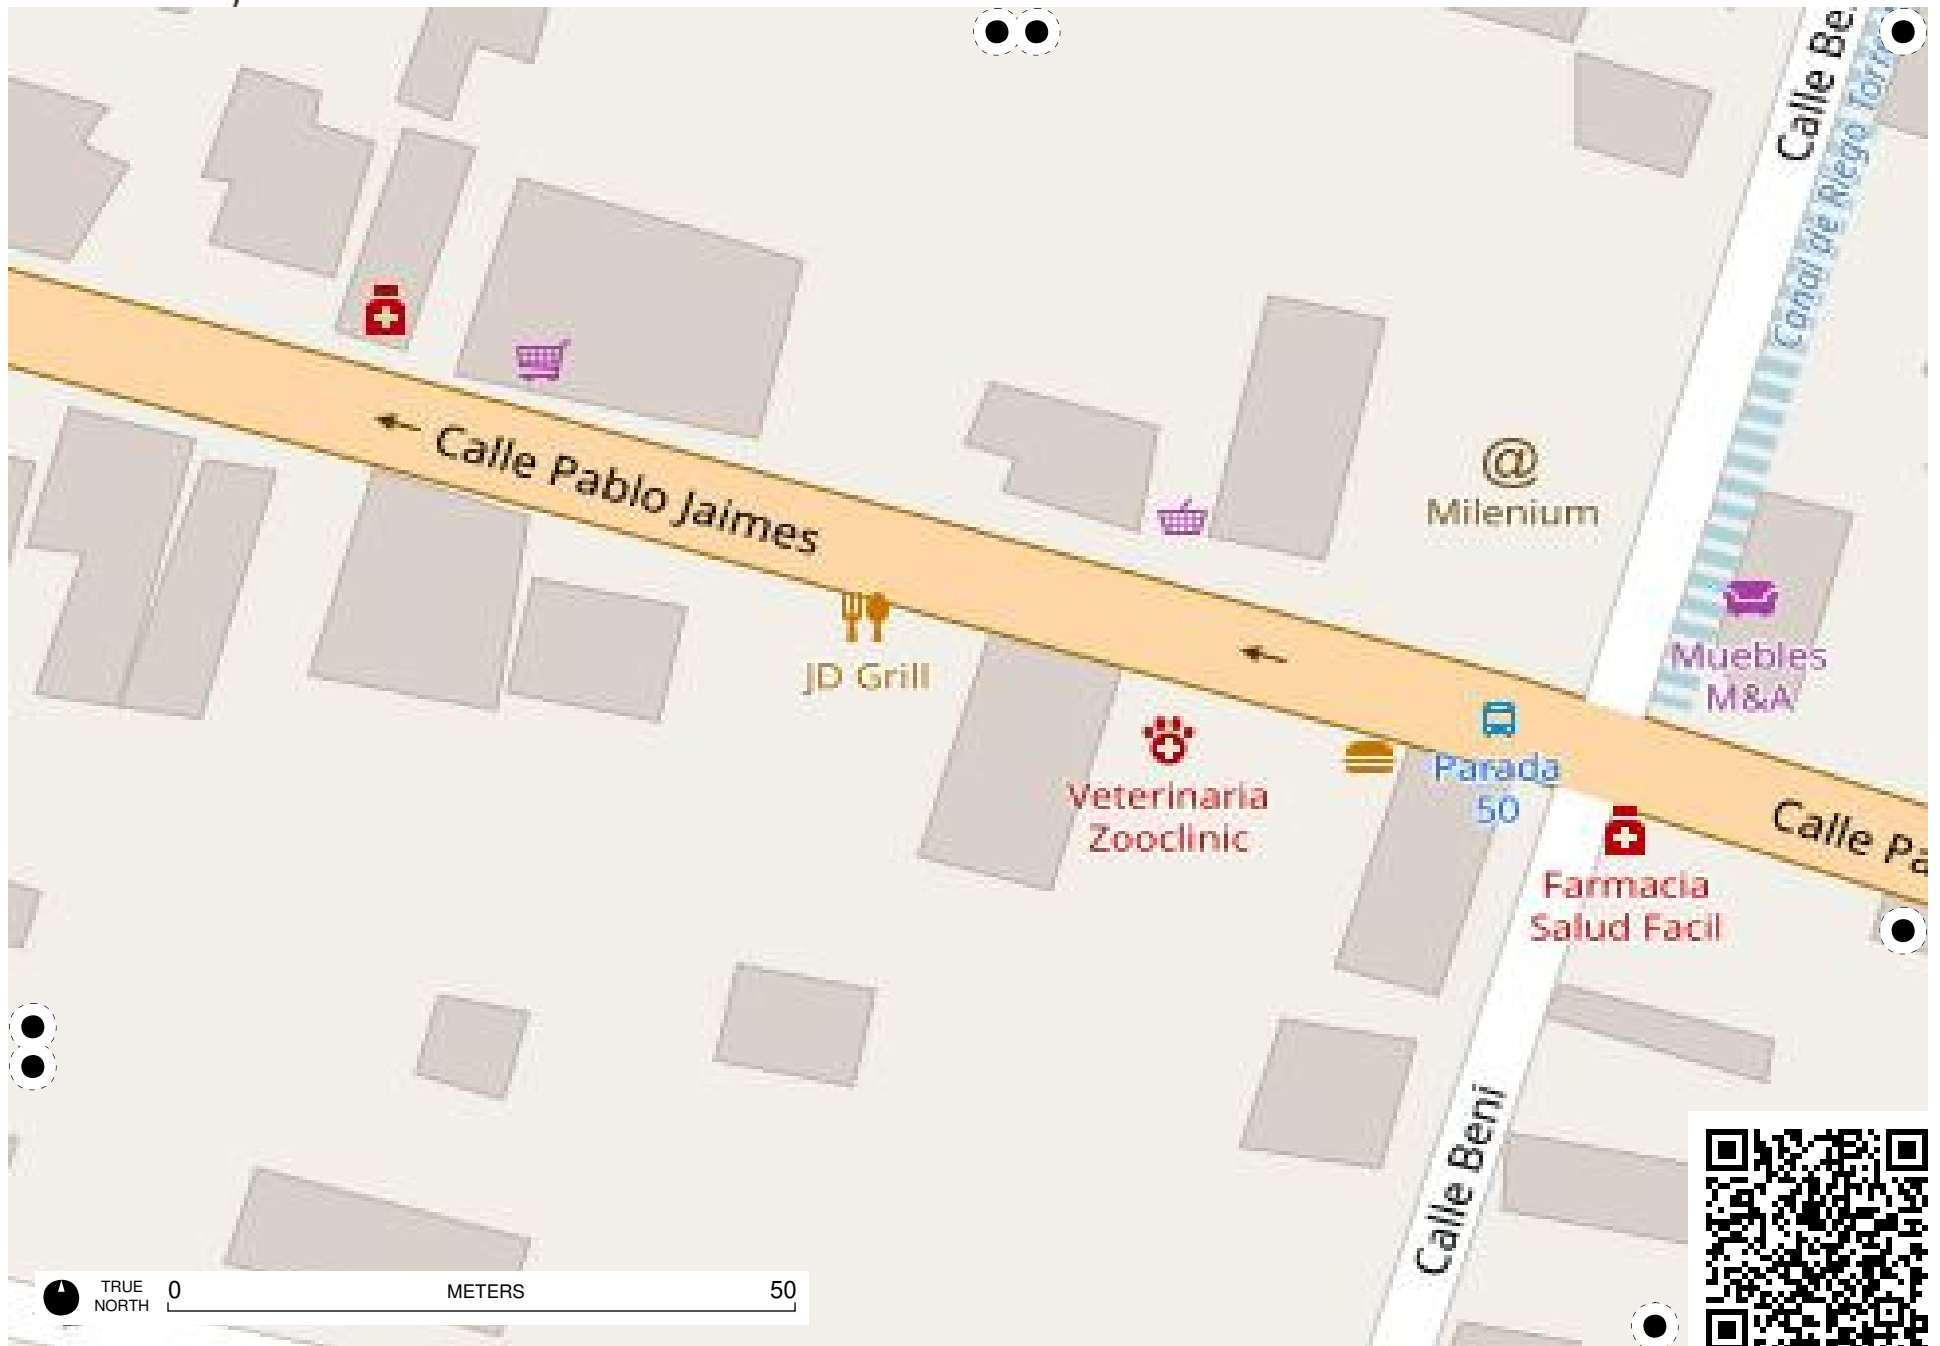 Calle Be
Canal de Riego Torr
Calle Pablo Jaimes
@
Milenium
JD Grill
Muebles
M&A
Veterinaria
Zooclinic
Parada
50
Calle Pa
Farmacia
Salud Facil
Calle Beni
TRUE
NORTH
0 METERS 50